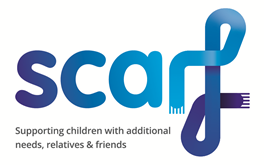 scarf
Supporting children with additional
needs, relatives & friends